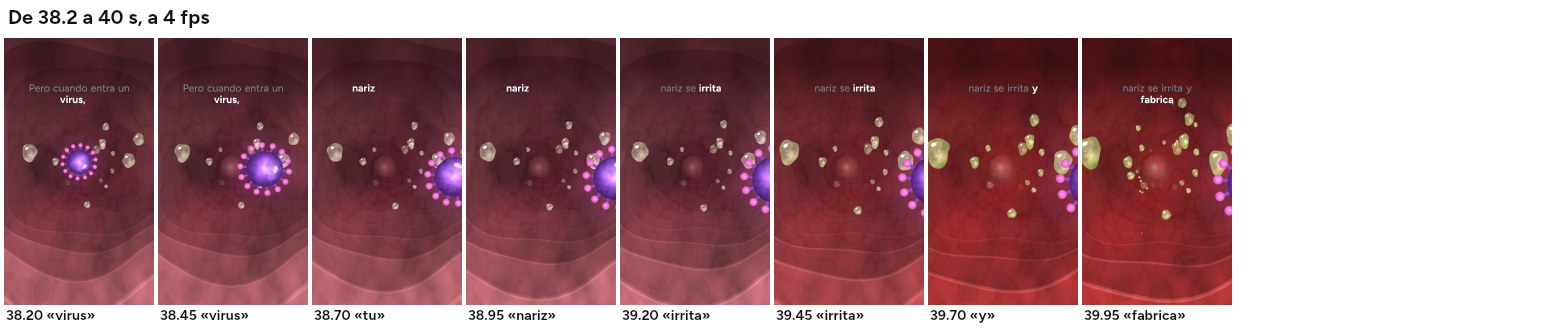 De 38.2 a 40 s, a 4 fps
Pero cuando entra un
virus,
Pero cuando entra un
virus,
nariz
nariz
nariz se irrita
nariz se irrita
nariz se irrita y
nariz se irrita y
fabrica
38.20 «virus»
38.45 «virus»
38.70 «tu»
38.95 «nariz»
39.20 «irrita»
39.45 «irrita»
39.70 «y»
39.95 «fabrica»